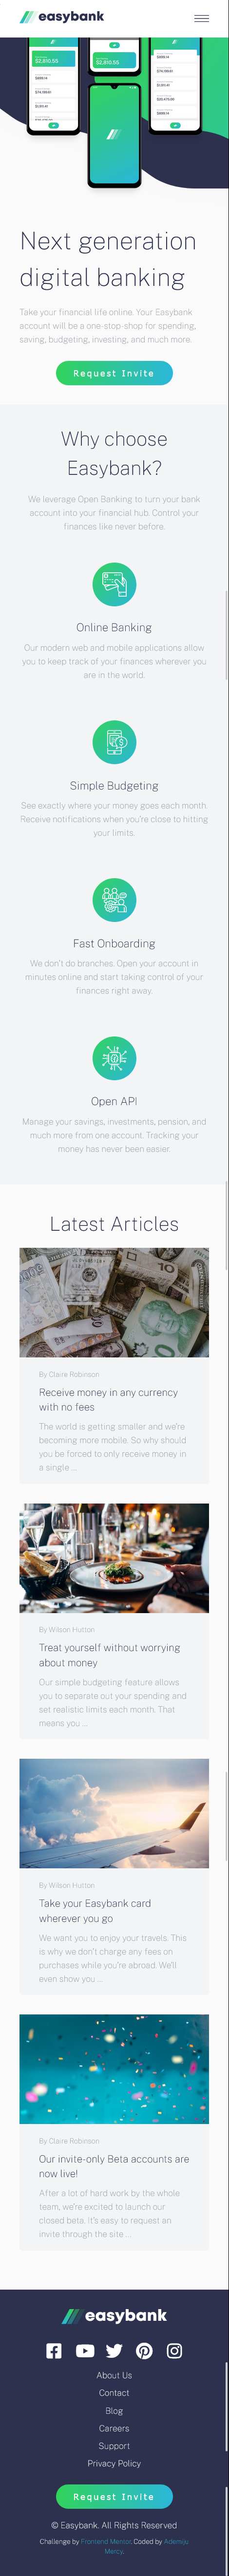 easybank
$2,810.55
$2,810.55
Next generation
digital banking
Take your financial life online. Your Easybank
account will be a one-stop-shop for spending,
saving, budgeting, investing, and much more.
Request Invite
Why choose
Easybank?
We leverage Open Banking to turn your bank
account into your financial hub. Control your
finances like never before.
Online Banking
Our modern web and mobile applications allow
you to keep track of your finances wherever you
are in the world.
Simple Budgeting
See exactly where your money goes each month.
Receive notifications when you're close to hitting
your limits.
Fast Onboarding
We don't do branches. Open your account in
minutes online and start taking control of your
finances right away.
Open API
Manage your savings, investments, pension, and
much more from one account. Tracking your
money has never been easier.
Latest Articles
By Claire Robinson
Receive money in any currency
with no fees
The world is getting smaller and we're
becoming more mobile. So why should
you be forced to only receive money in
a single …
By Wilson Hutton
Treat yourself without worrying
about money
Our simple budgeting feature allows
you to separate out your spending and
set realistic limits each month. That
means you …
By Wilson Hutton
Take your Easybank card
wherever you go
We want you to enjoy your travels. This
is why we don't charge any fees on
purchases while you're abroad. We'll
even show you …
By Claire Robinson
Our invite-only Beta accounts are
now live!
After a lot of hard work by the whole
team, we're excited to launch our
closed beta. It's easy to request an
invite through the site ...
easybank
About Us
Contact
Blog
Careers
Support
Privacy Policy
Request Invite
© Easybank. All Rights Reserved
Challenge by Frontend Mentor. Coded by Ademiju
Mercy.